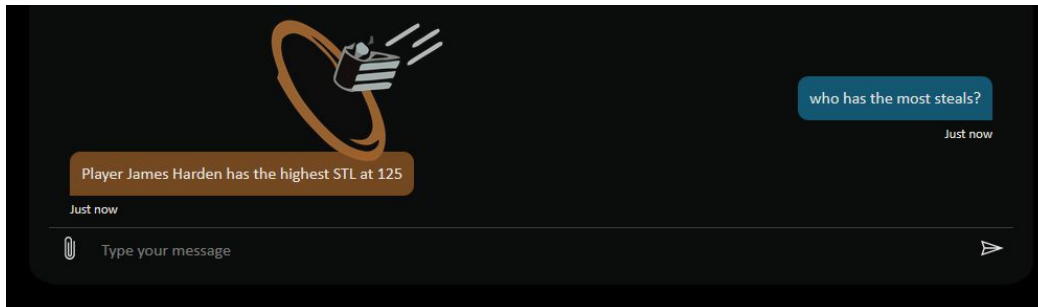 who has the most steals?
Just now
Player James Harden has the highest STL at 125
Just now
Type your message